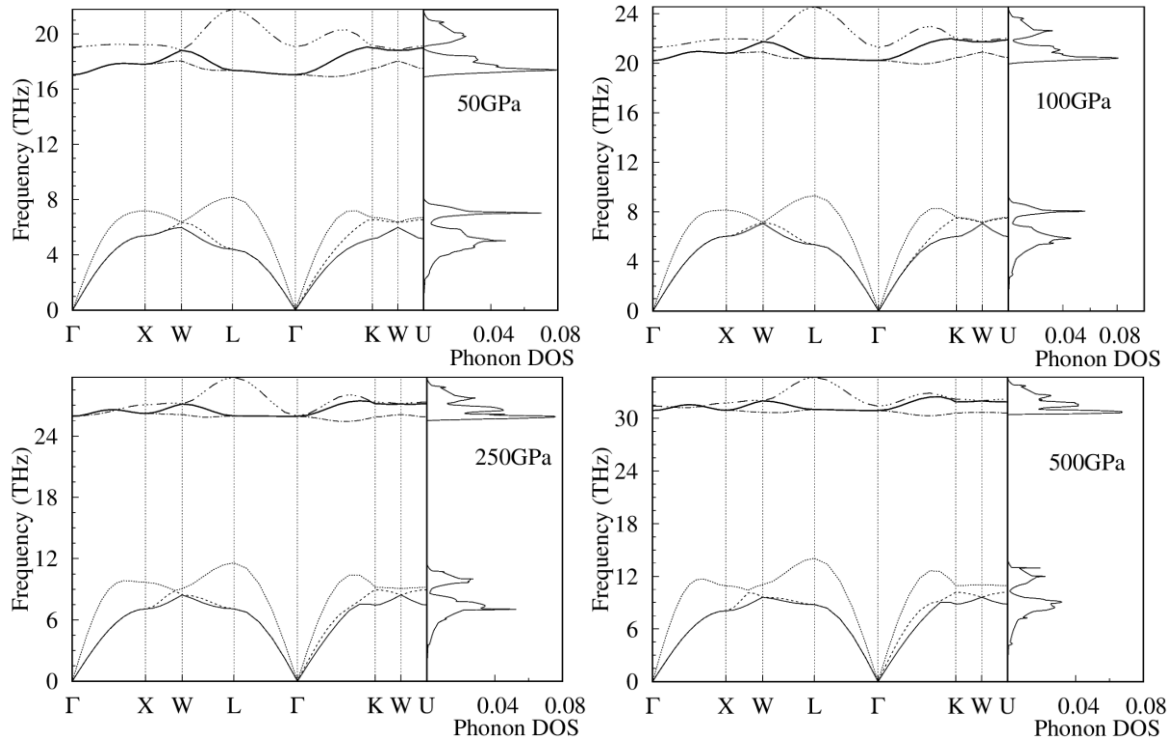 20
16
12
8
4
0
Frequency (THz)
50GPa
Γ X W L Γ K W U
0.04 0.08
Phonon DOS
24
20
16
12
8
4
0
Frequency (THz)
100GPa
Γ X W L Γ K W U
0.04 0.08
Phonon DOS
24
18
12
6
0
Frequency (THz)
250GPa
Γ X W L Γ K W U
0.04 0.08
Phonon DOS
30
24
18
12
6
0
Frequency (THz)
500GPa
Γ X W L Γ K W U
0.04 0.08
Phonon DOS